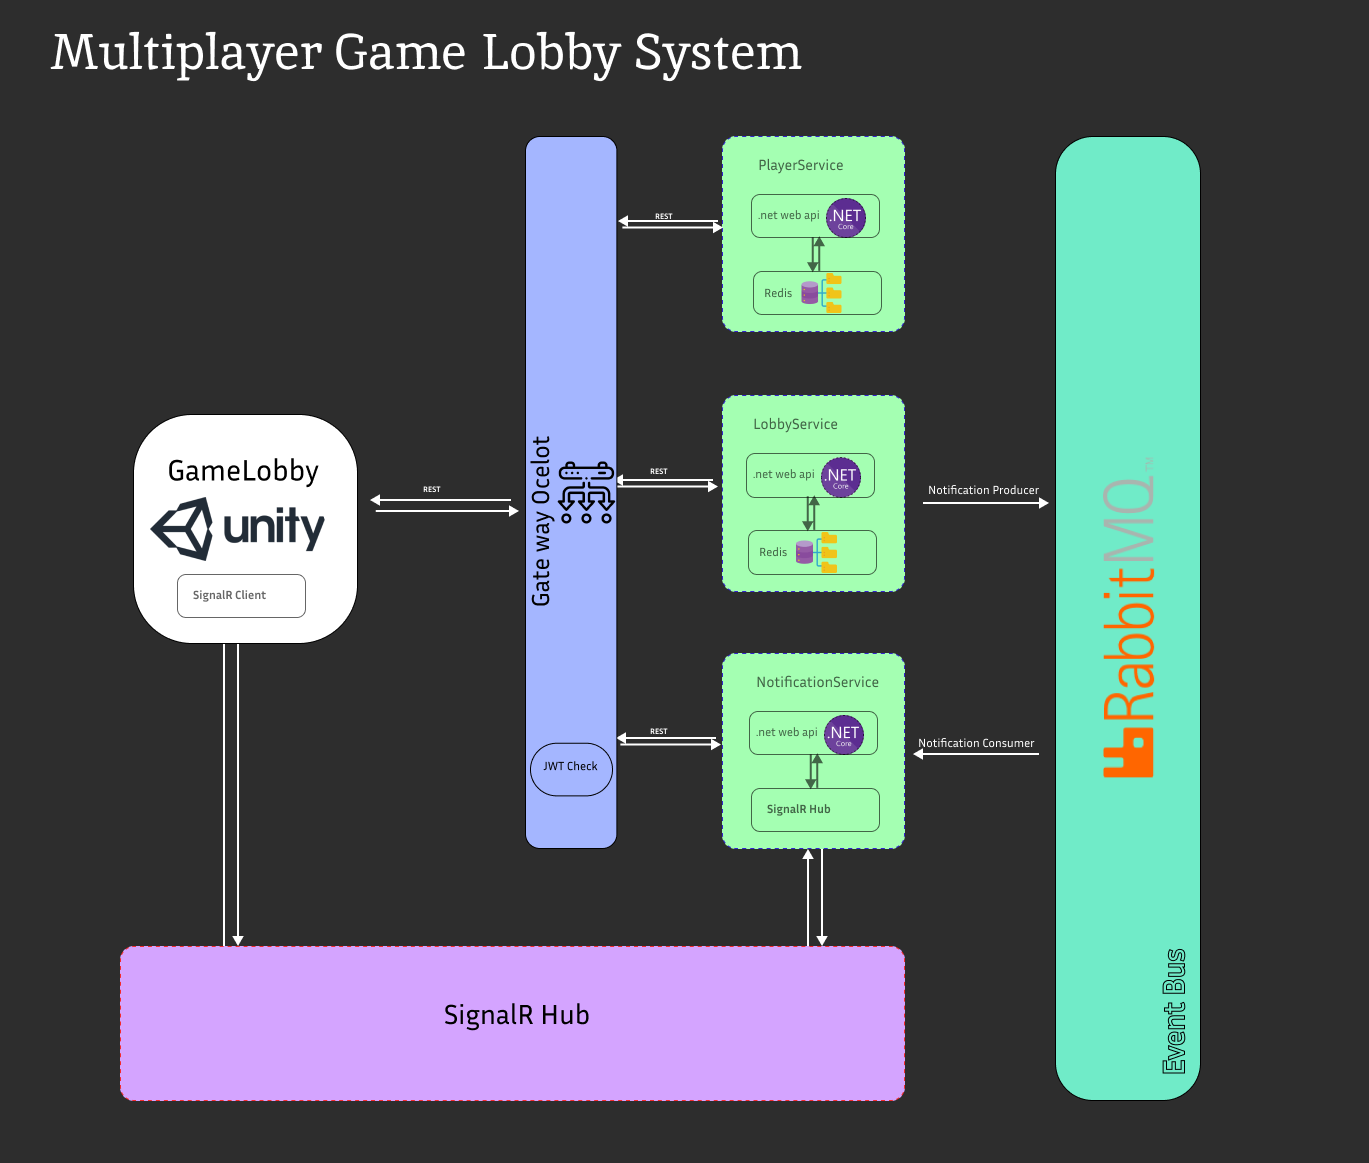 Multiplayer Game Lobby System
PlayerService
.net web api
.NET
Core
Redis
REST
LobbyService
.net web api
.NET
Core
Redis
REST
NotificationService
.net web api
.NET
Core
SignalR Hub
REST
GameLobby
unity
SignalR Client
REST
Gate way Ocelot
JWT Check
Notification Producer
Notification Consumer
RabbitMQ™
Event Bus
SignalR Hub